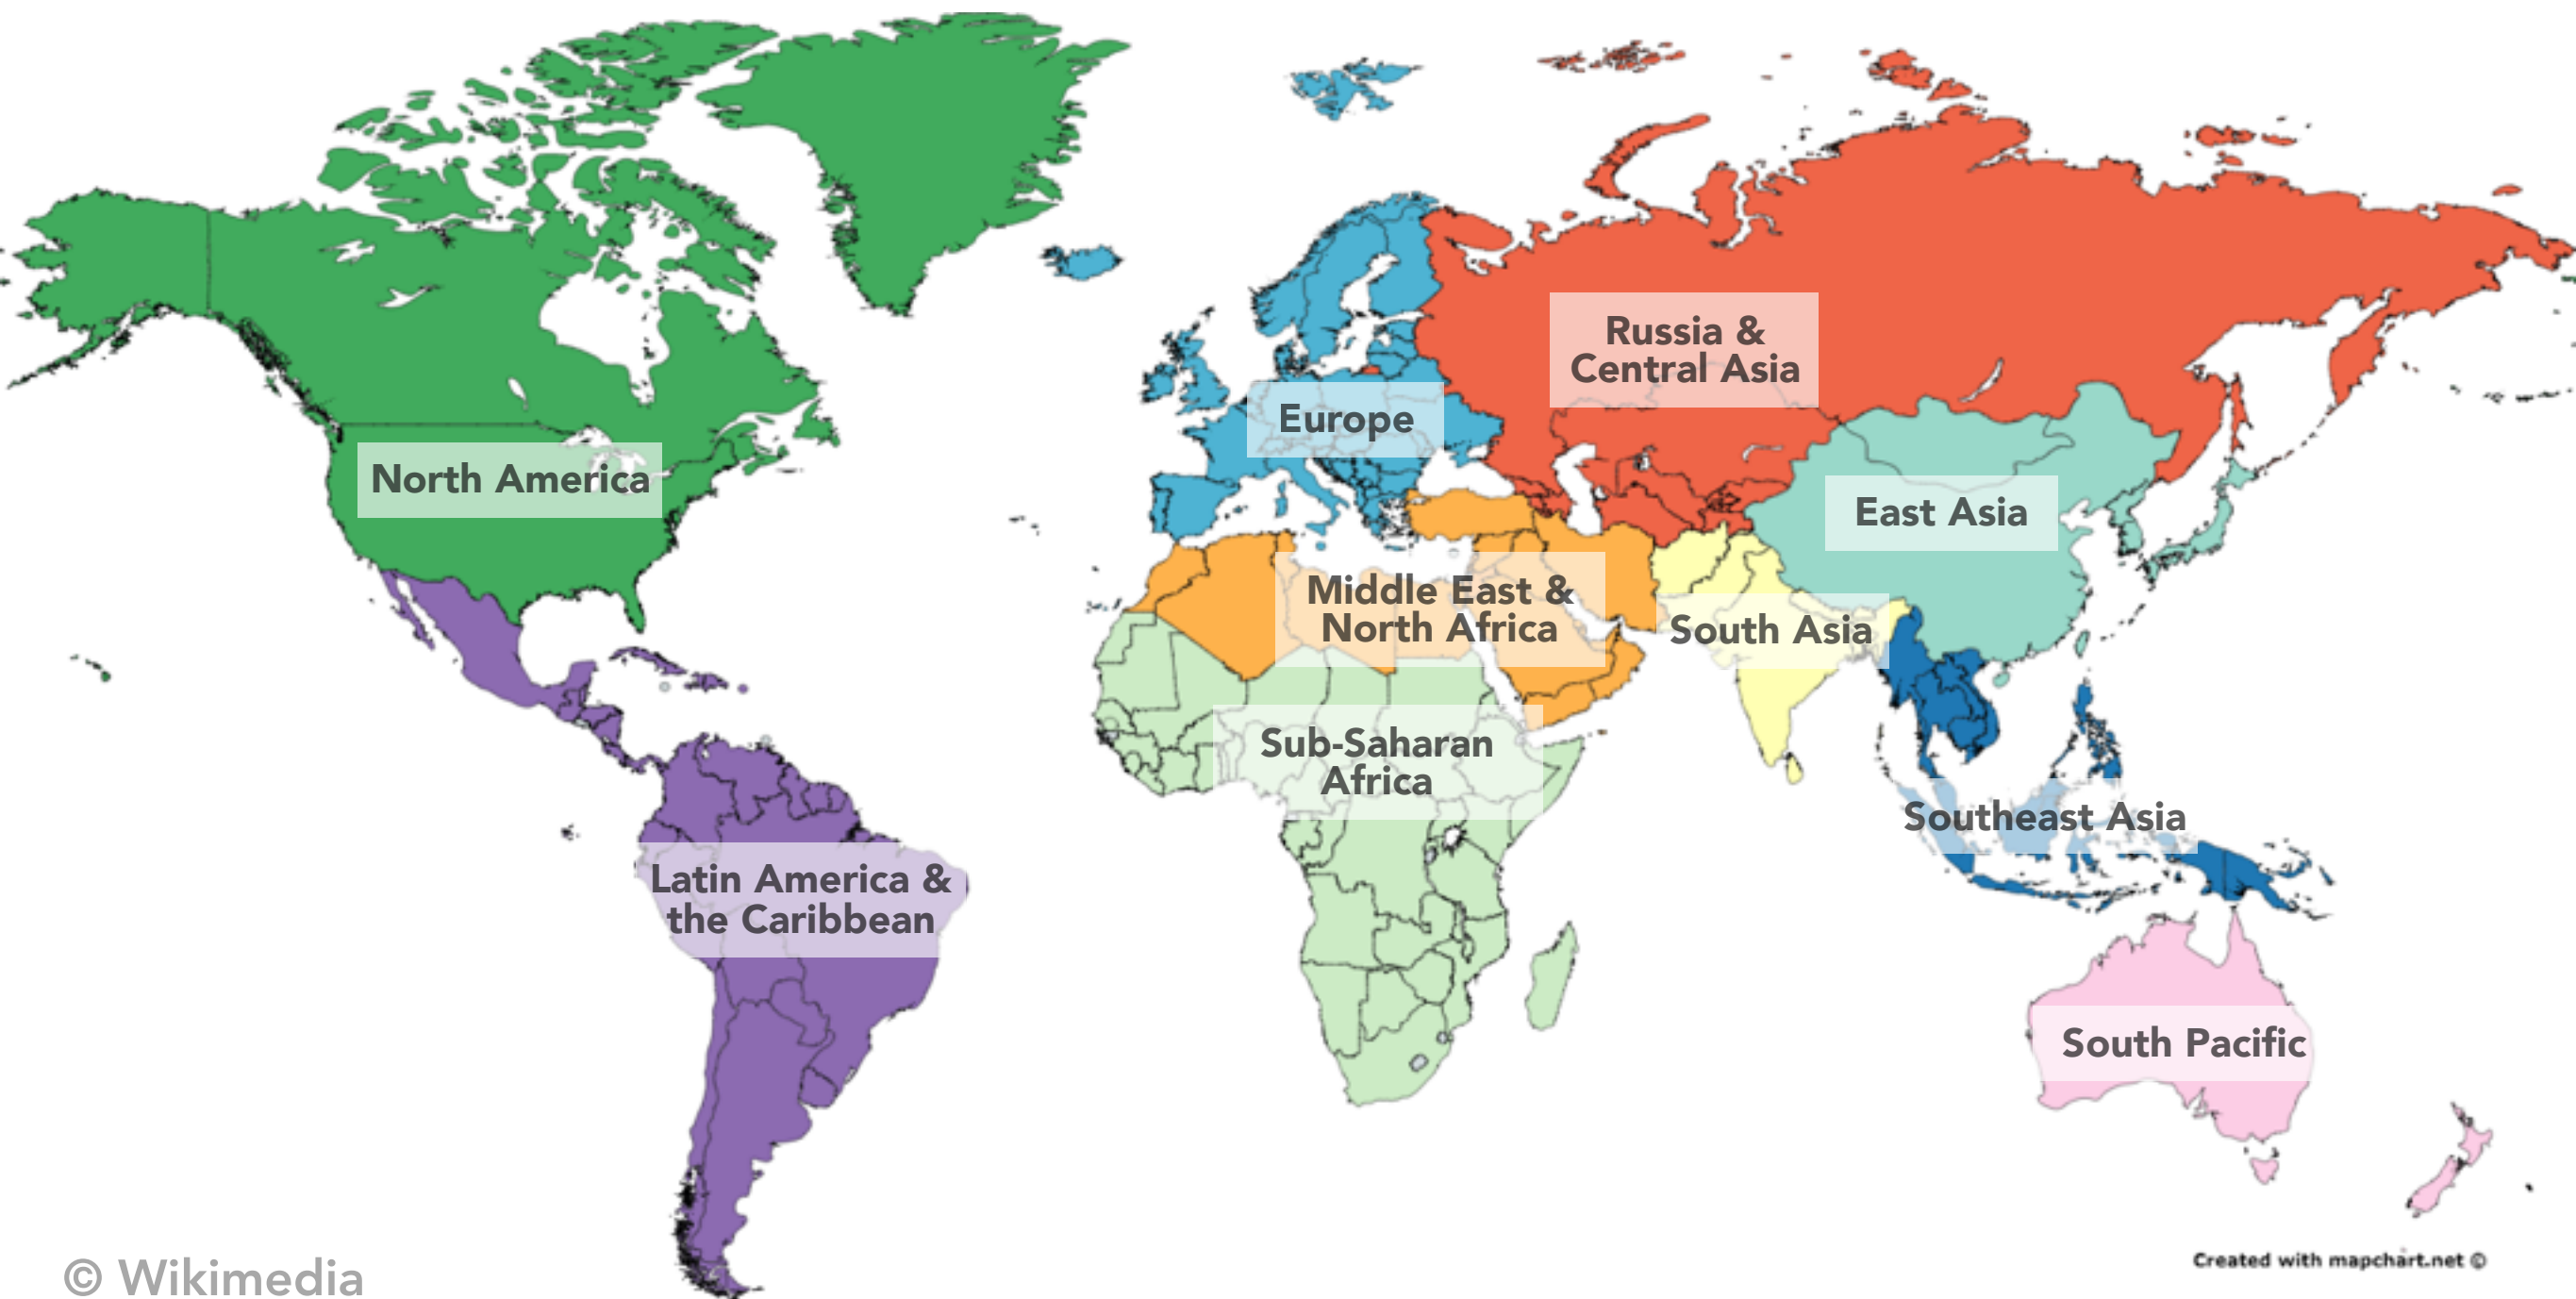 North America
Russia &
Central Asia
Europe
East Asia
Middle East &
North Africa
South Asia
Sub-Saharan
Africa
Southeast Asia
Latin America &
the Caribbean
South Pacific
Created with mapchart.net ©
© Wikimedia